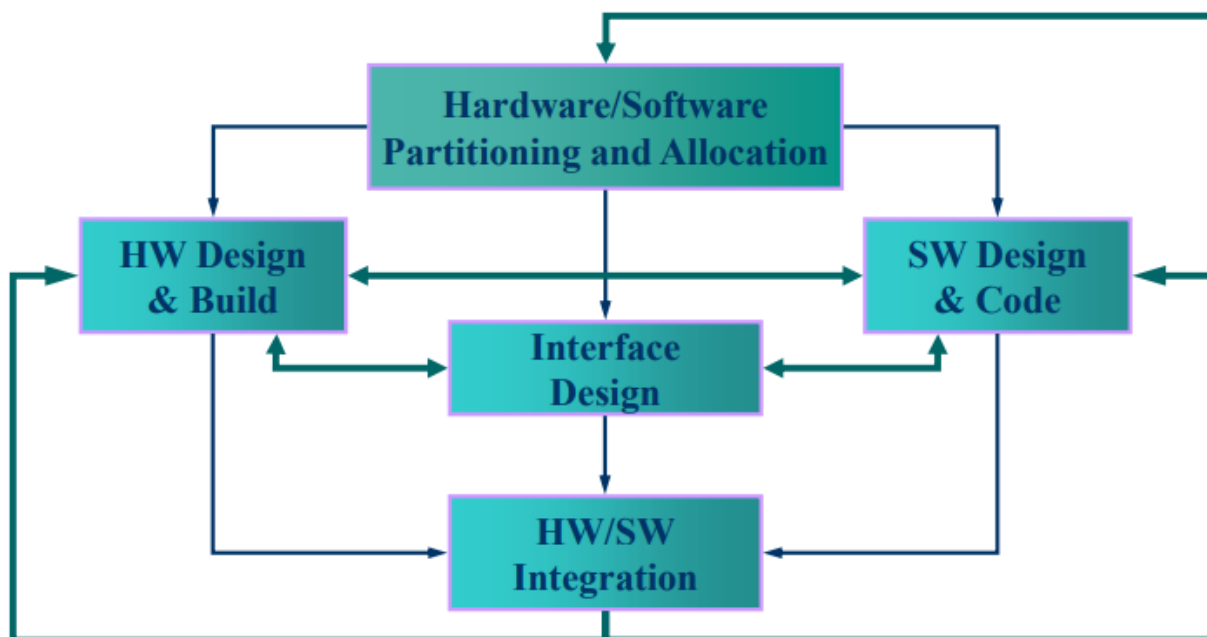 Hardware/Software
Partitioning and Allocation
HW Design
& Build
SW Design
& Code
Interface
Design
HW/SW
Integration